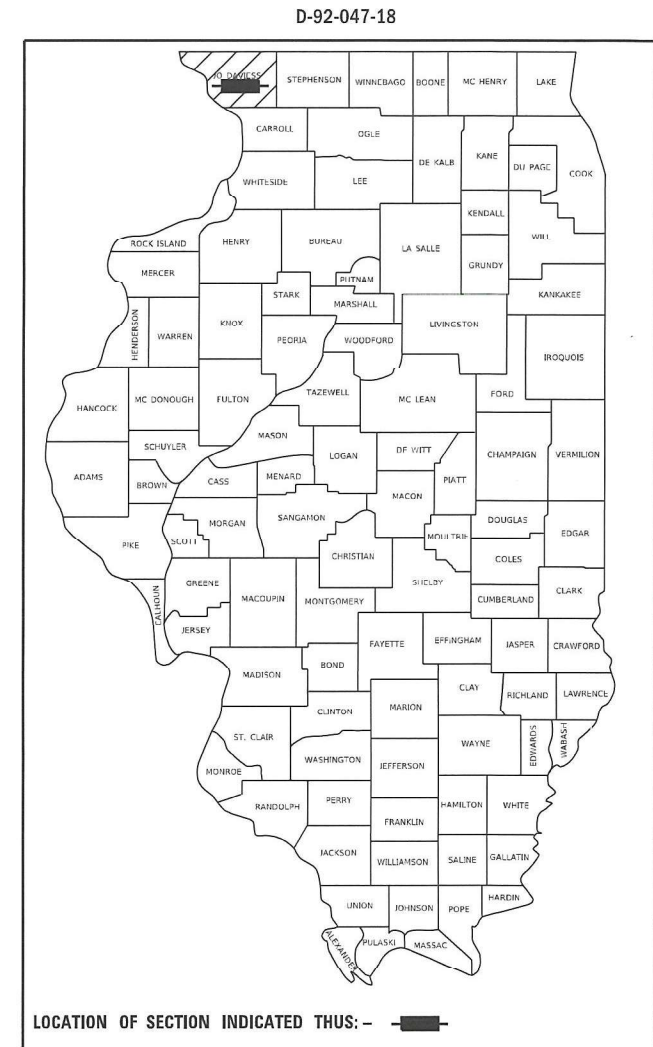 D-92-047-18
JO DAVIESS
STEPHENSON
WINNEBAGO
BOONE
MC HENRY
LAKE
CARROLL
OGLE
DE KALB
KANE
DU PAGE
COOK
WHITESIDE
LEE
KENDALL
WILL
ROCK ISLAND
HENRY
BUREAU
LA SALLE
GRUNDY
MERCER
PUTNAM
STARK
MARSHALL
KANKAKEE
HENDERSON
WARREN
KNOX
PEORIA
WOODFORD
LIVINGSTON
IROQUOIS
HANCOCK
MC DONOUGH
FULTON
TAZEWELL
MC LEAN
FORD
MASON
SCHUYLER
LOGAN
DE WITT
CHAMPAIGN
VERMILION
ADAMS
BROWN
CASS
MENARD
PIATT
MACON
MORGAN
SANGAMON
DOUGLAS
EDGAR
PIKE
SCOTT
CHRISTIAN
MOULTRIE
COLES
GREENE
SHELBY
CALHOUN
MACOUPIN
MONTGOMERY
CUMBERLAND
CLARK
JERSEY
FAYETTE
EFFINGHAM
JASPER
CRAWFORD
MADISON
BOND
CLAY
RICHLAND
LAWRENCE
CLINTON
MARION
ST. CLAIR
WAYNE
EDWARDS
WABASH
MONROE
WASHINGTON
JEFFERSON
RANDOLPH
PERRY
HAMILTON
WHITE
FRANKLIN
JACKSON
WILLIAMSON
SALINE
GALLATIN
UNION
JOHNSON
POPE
HARDIN
ALEXANDER
PULASKI
MASSAC
LOCATION OF SECTION INDICATED THUS: –